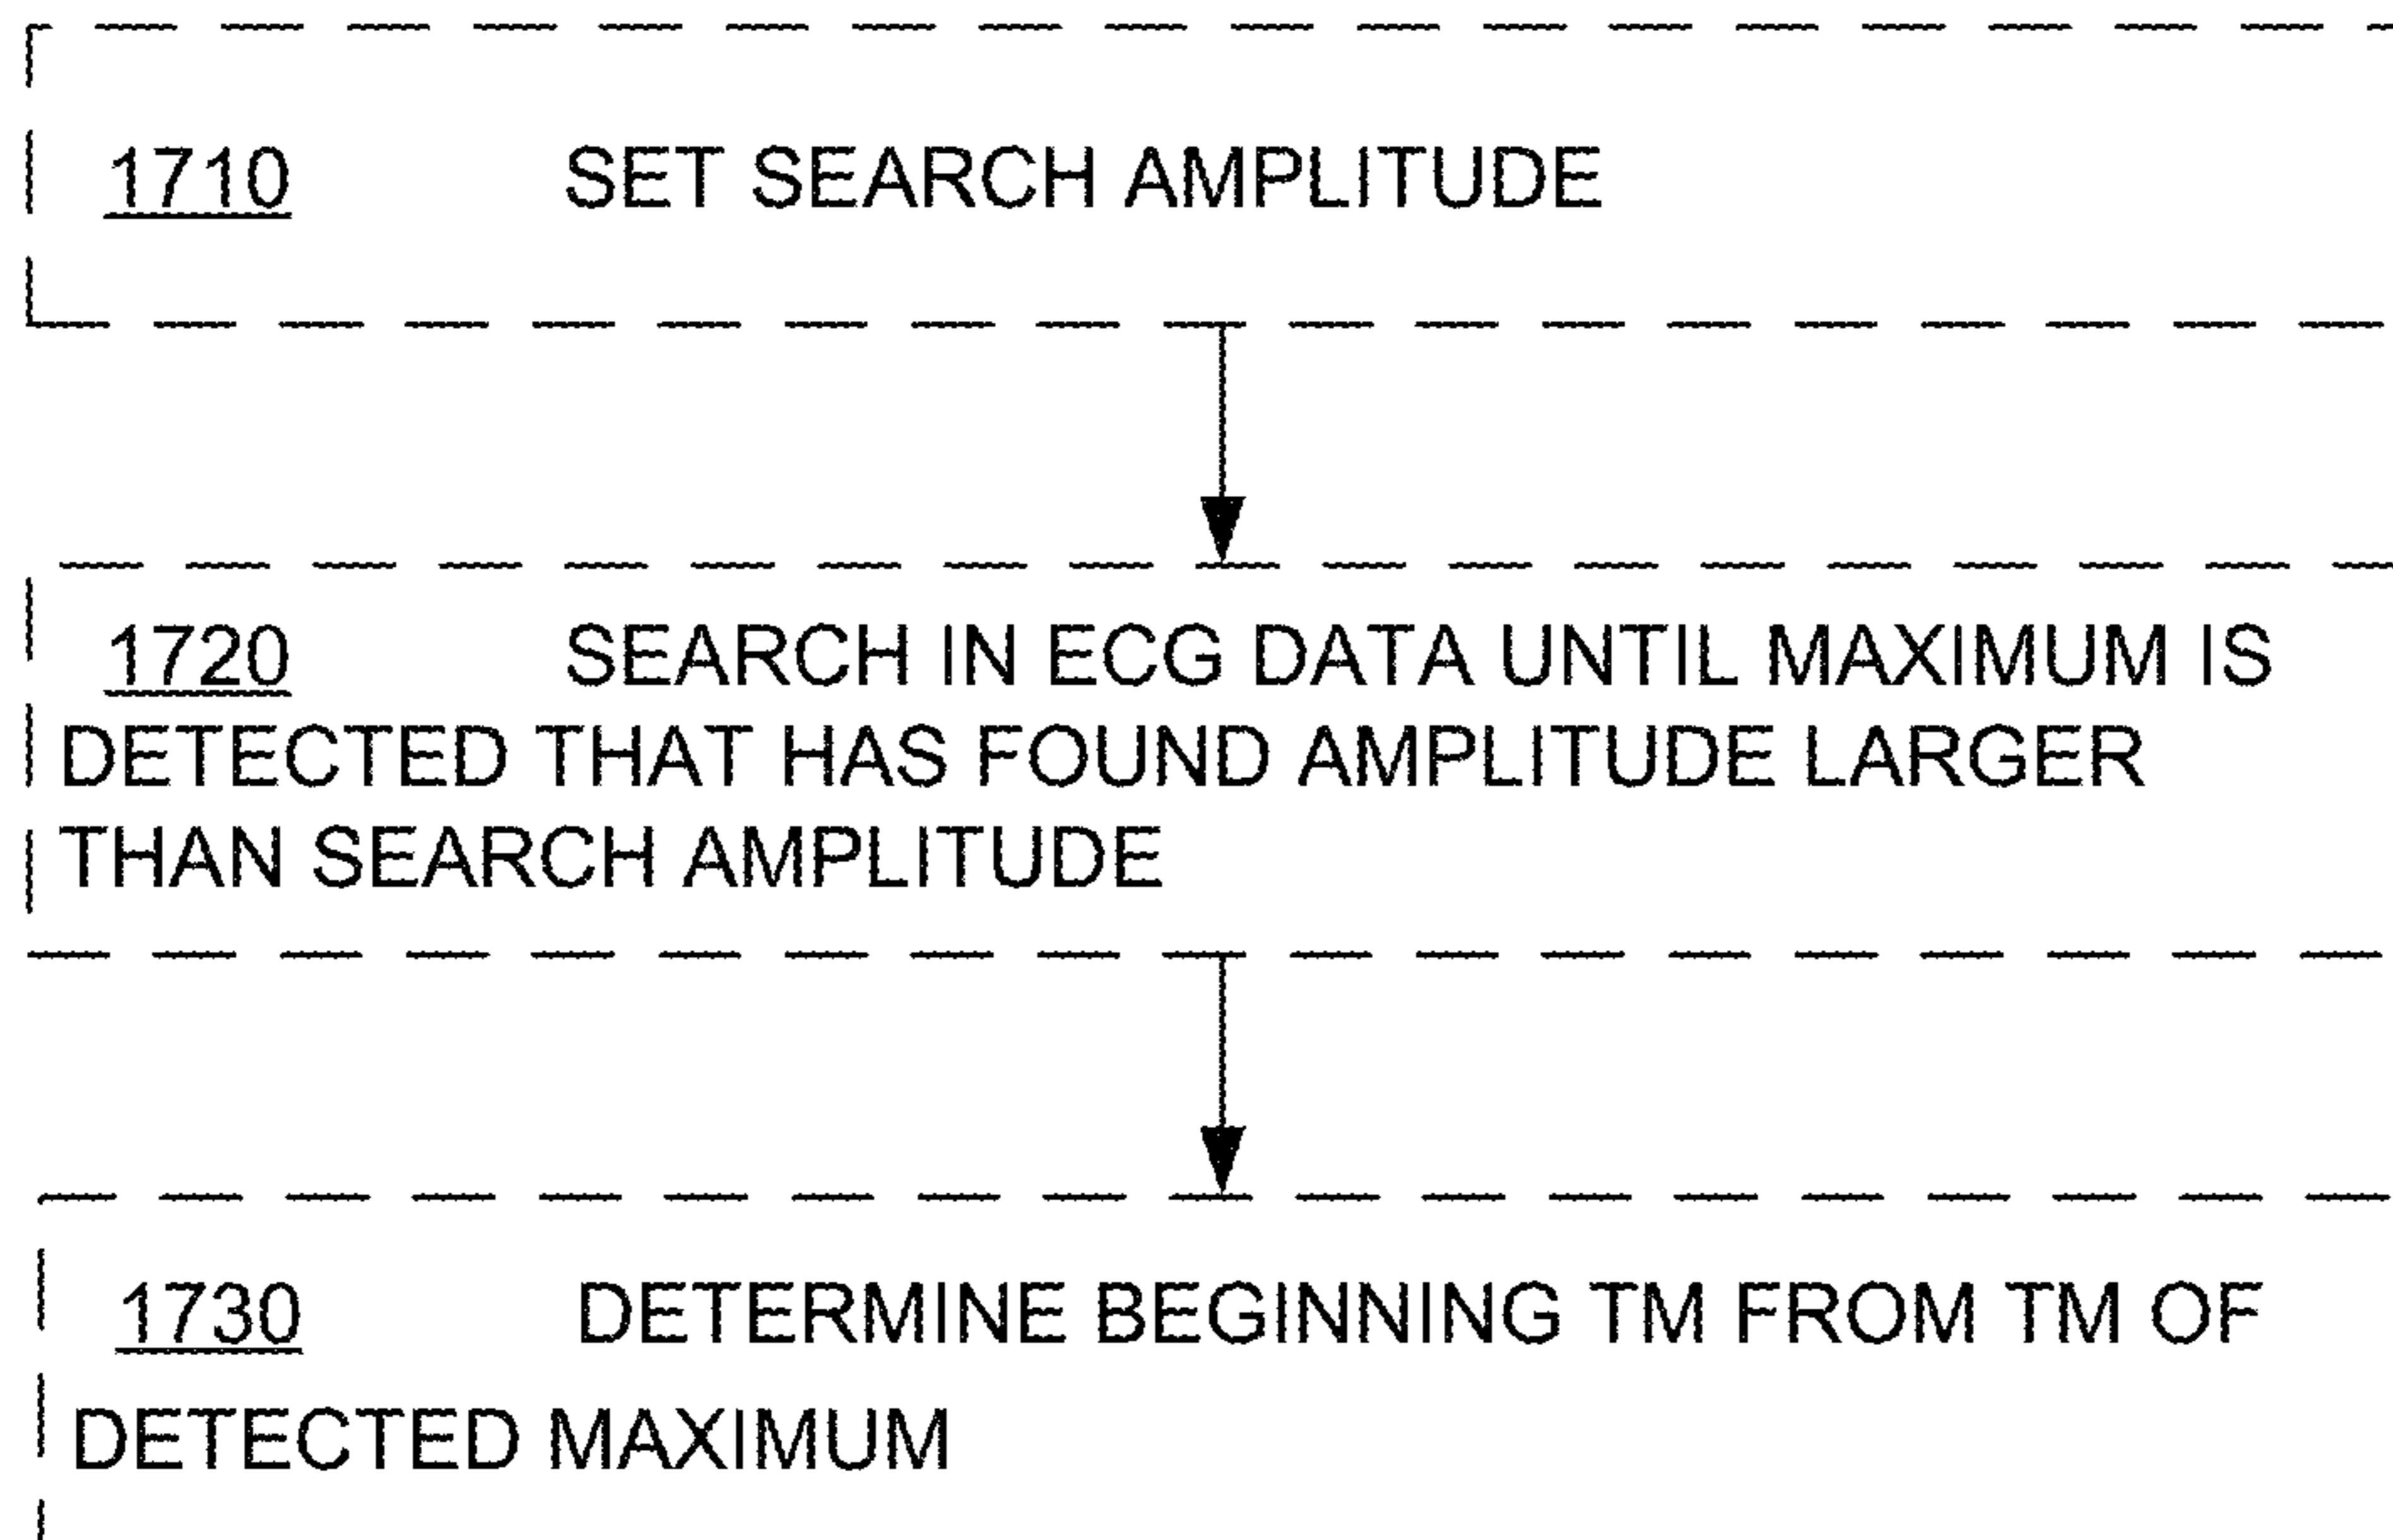 1710 SET SEARCH AMPLITUDE
1720 SEARCH IN ECG DATA UNTIL MAXIMUM IS
DETECTED THAT HAS FOUND AMPLITUDE LARGER
THAN SEARCH AMPLITUDE
1730 DETERMINE BEGINNING TM FROM TM OF
DETECTED MAXIMUM